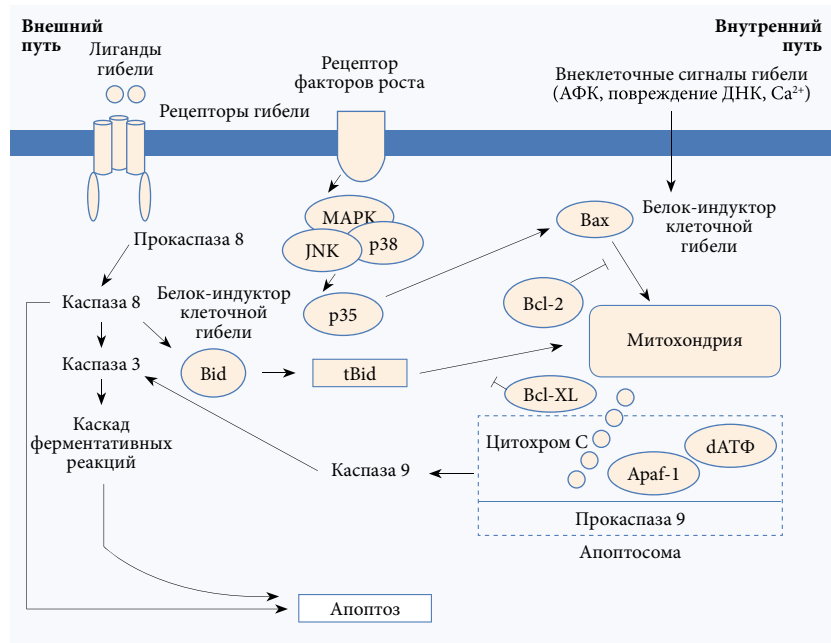 Внешний
путь
Внутренний
путь
Лиганды
гибели
Рецептор
факторов роста
Внеклеточные сигналы гибели
(АФК, повреждение ДНК, Ca²⁺)
Рецепторы гибели
MAPK
JNK
p38
Bax
Белок-индуктор
клеточной
гибели
Прокаспаза 8
Каспаза 8
Белок-индуктор
клеточной
гибели
p35
Bcl-2
Митохондрия
Каспаза 3
Bid
tBid
Bcl-XL
Каскад
ферментативных
реакций
Цитохром С
dАТФ
Apaf-1
Каспаза 9
Прокаспаза 9
Апоптосома
Апоптоз